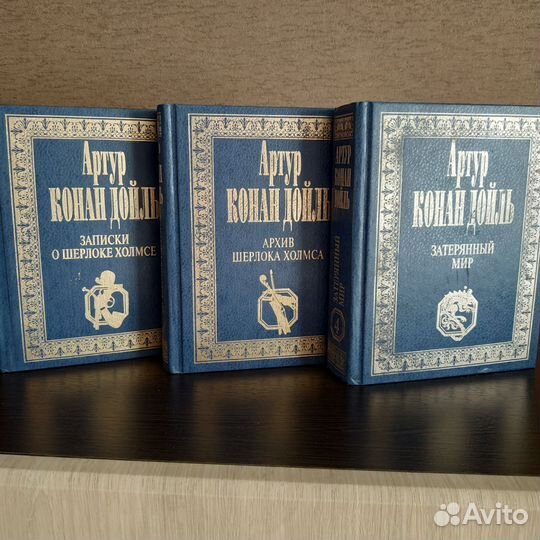 Артур
КОНАН ДОЙЛЬ
ЗАПИСКИ
О ШЕРЛОКЕ ХОЛМСЕ
Артур
КОНАН ДОЙЛЬ
АРХИВ
ШЕРЛОКА ХОЛМСА
АРТУР
КОНАН
ДОЙЛЬ
ЗАТЕРЯННЫЙ
МИР
4
Артур
КОНАН ДОЙЛЬ
ЗАТЕРЯННЫЙ
МИР
Avito